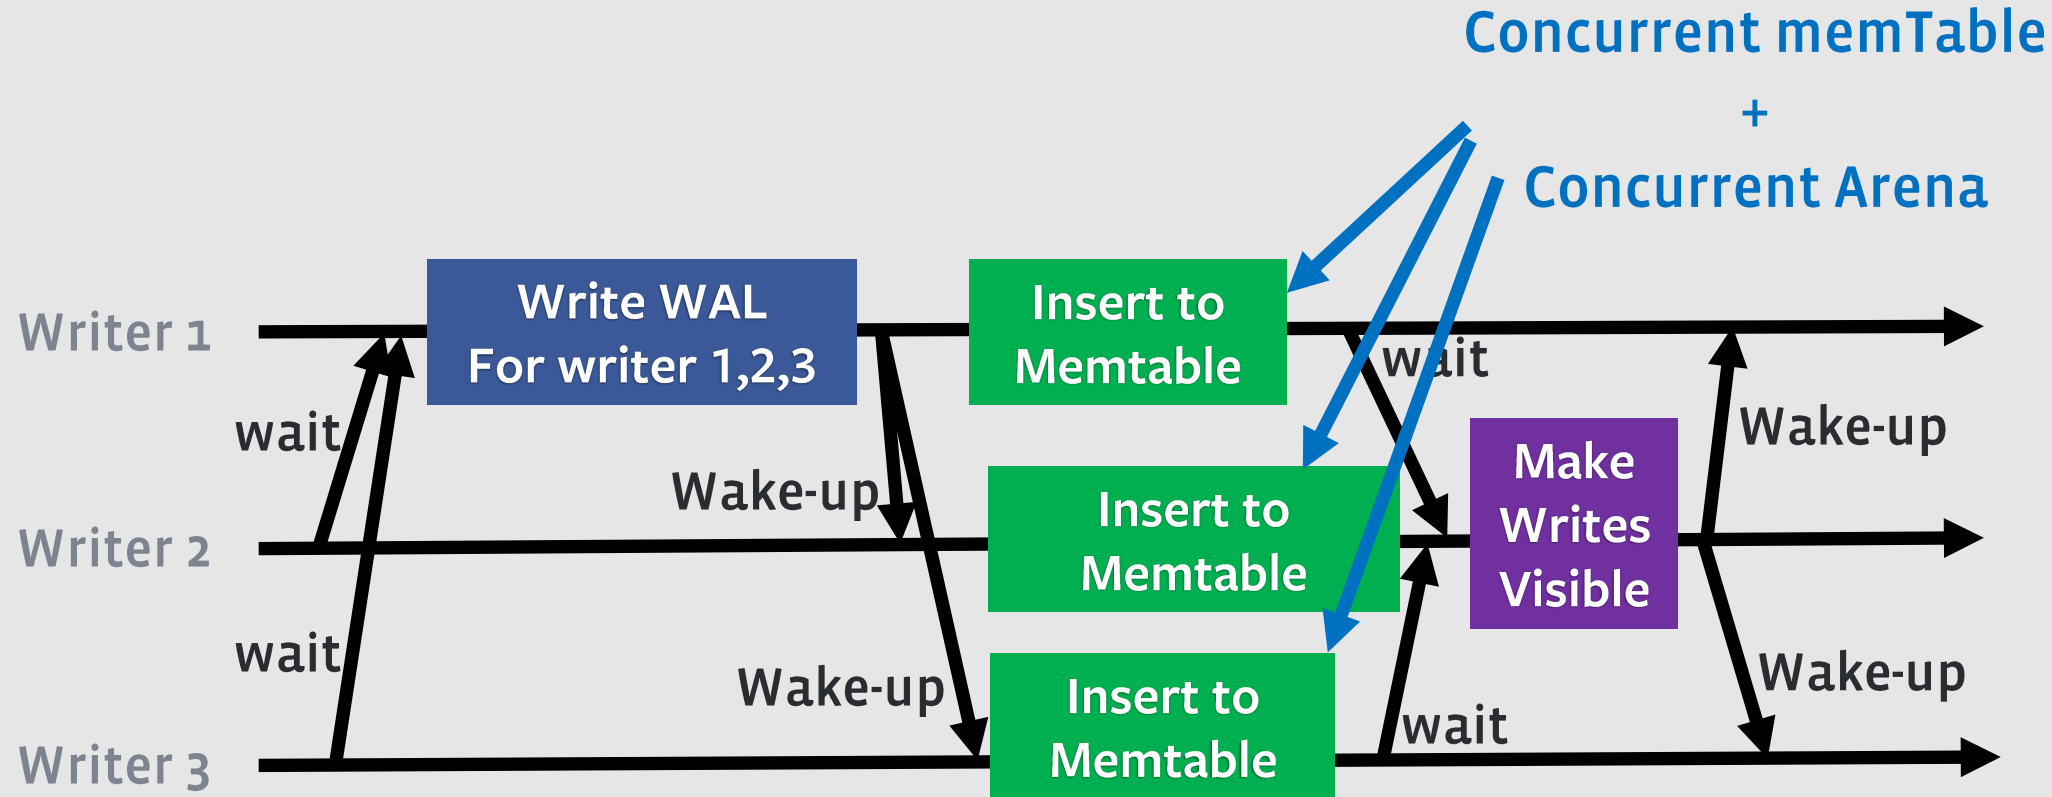 Concurrent memTable
+
Concurrent Arena
Writer 1
Write WAL
For writer 1,2,3
Insert to
Memtable
wait
wait
Wake-up
Wake-up
Writer 2
Insert to
Memtable
Make
Writes
Visible
wait
Wake-up
Wake-up
Writer 3
Insert to
Memtable
wait